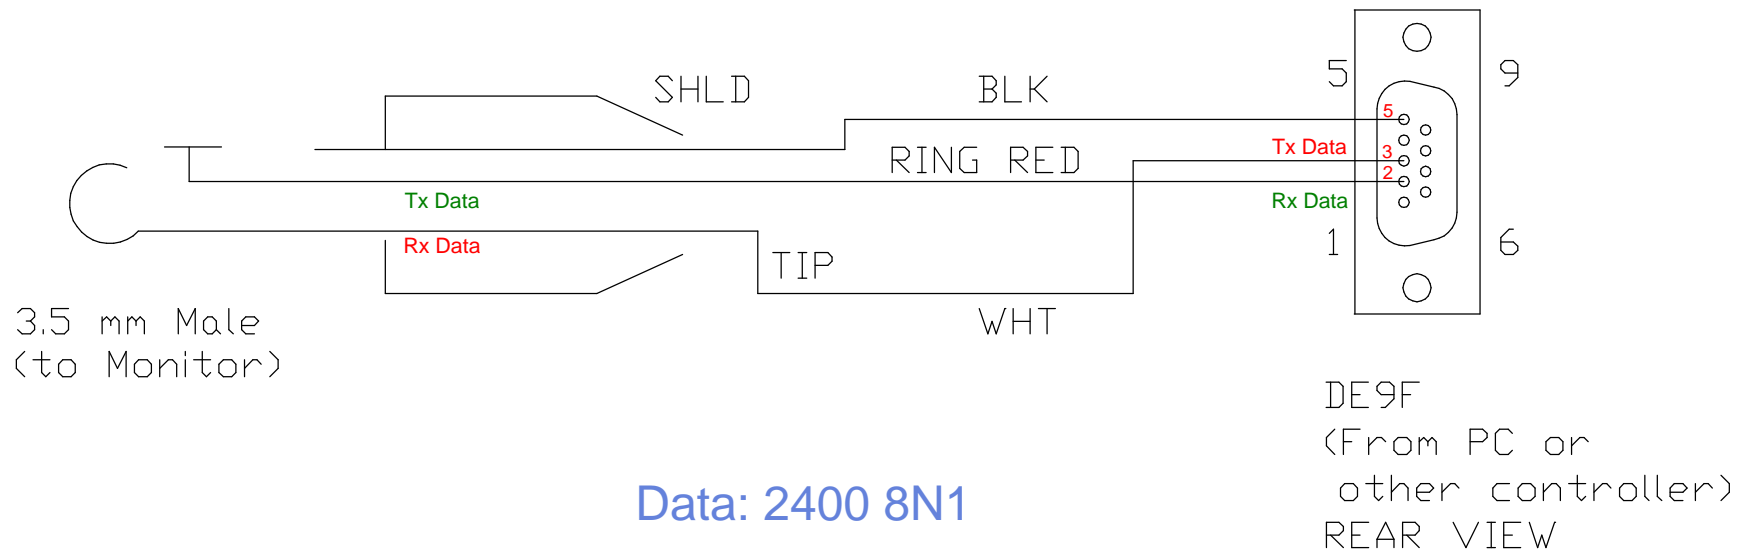 SHLD
BLK
5
9
5
Tx Data
3
RING RED
2
Tx Data
Rx Data
Rx Data
1
6
TIP
3.5 mm Male
(to Monitor)
WHT
DE9F
(From PC or
other controller)
REAR VIEW
Data: 2400 8N1